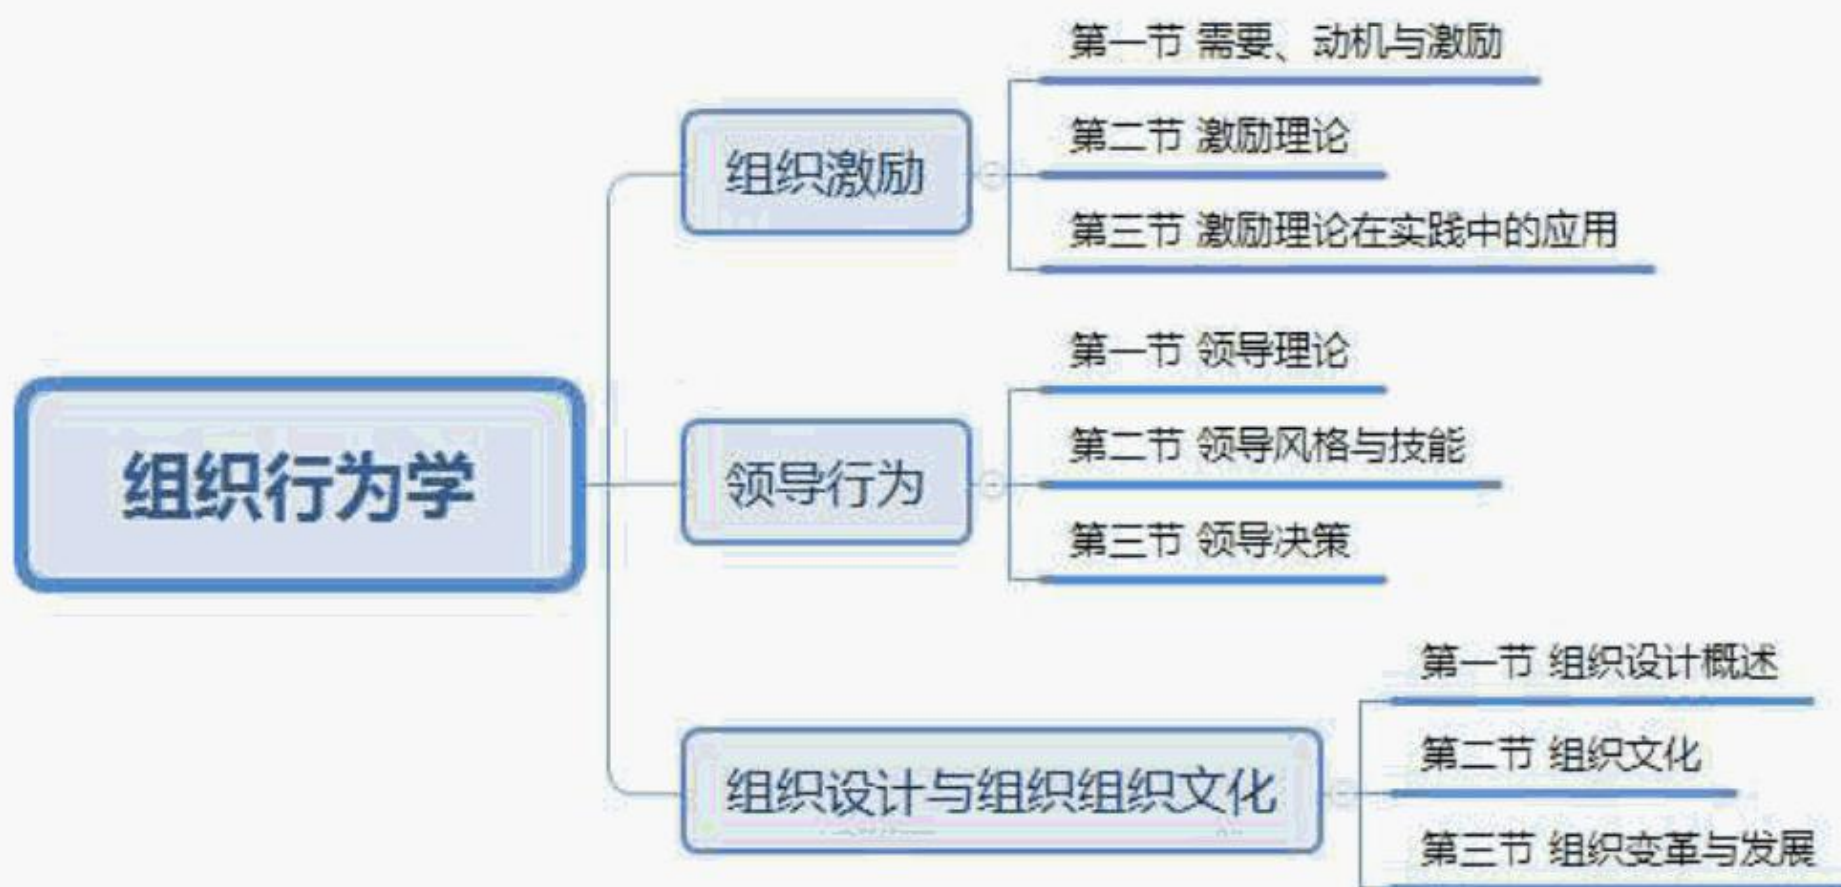 组织行为学
组织激励
第一节 需要、动机与激励
第二节 激励理论
第三节 激励理论在实践中的应用
领导行为
第一节 领导理论
第二节 领导风格与技能
第三节 领导决策
组织设计与组织组织文化
第一节 组织设计概述
第二节 组织文化
第三节 组织变革与发展